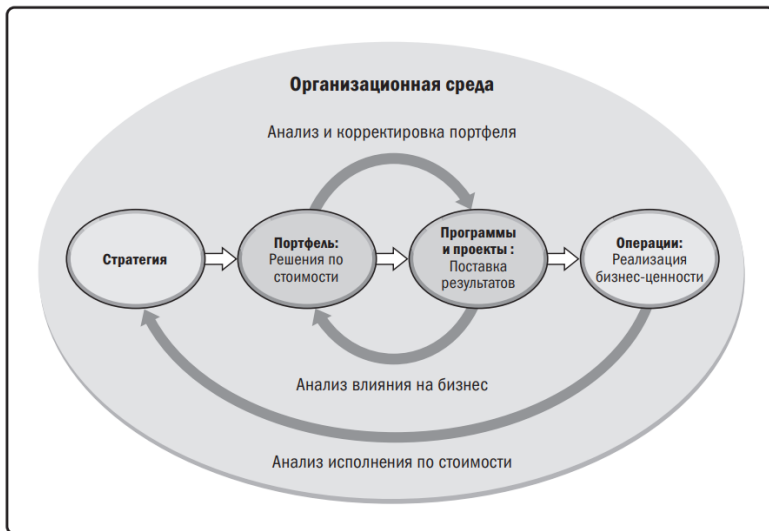 Организационная среда
Анализ и корректировка портфеля
Стратегия
Портфель:
Решения по
стоимости
Программы
и проекты :
Поставка
результатов
Операции:
Реализация
бизнес-ценности
Анализ влияния на бизнес
Анализ исполнения по стоимости